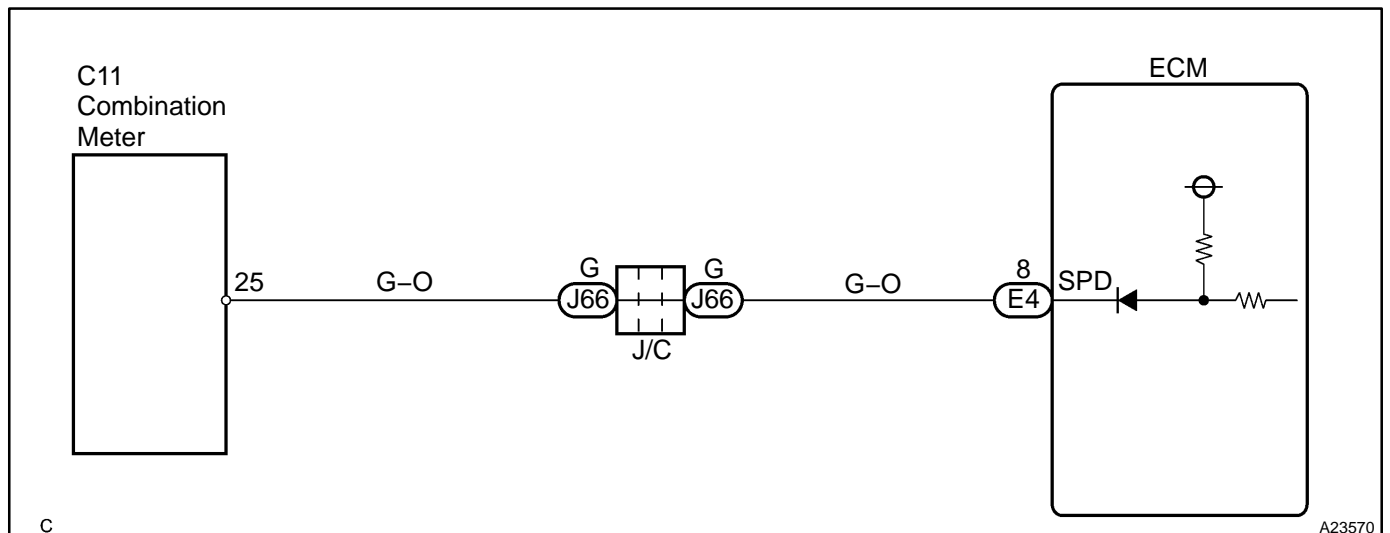 C11
Combination
Meter
ECM
25
G–O
G
J66
G
J66
J/C
G–O
8
E4
SPD
C
A23570